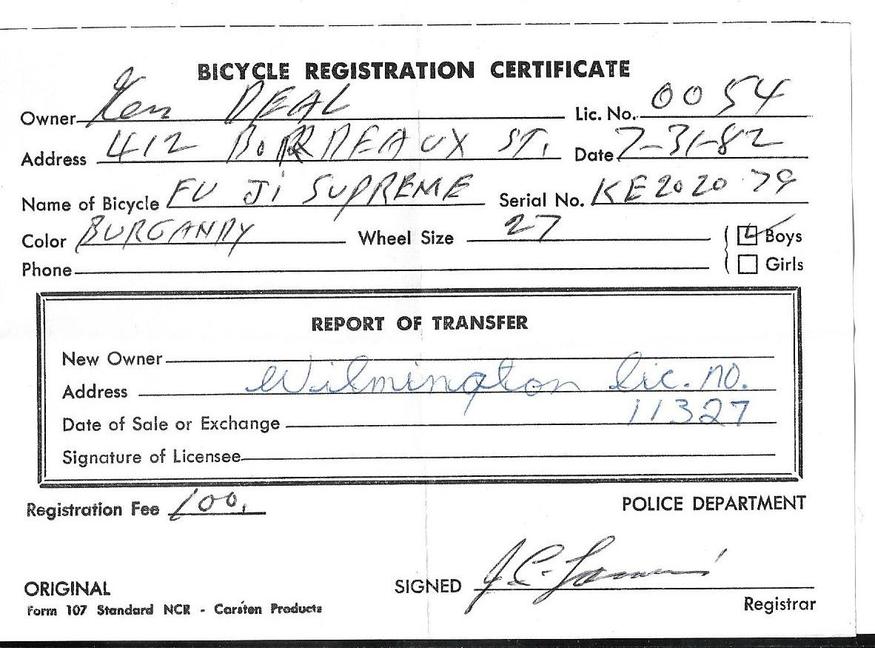 BICYCLE REGISTRATION CERTIFICATE
Owner Ken DEAL Lic. No. 0054
Address 412 BORDEAUX ST. Date 7-31-82
Name of Bicycle FUJI SUPREME Serial No. KE202079
Color BURGANDY Wheel Size 27 Boys
Phone Girls
REPORT OF TRANSFER
New Owner
Address Wilmington lic. no.
Date of Sale or Exchange 11327
Signature of Licensee
Registration Fee 100. POLICE DEPARTMENT
ORIGINAL SIGNED J.C.
Form 107 Standard NCR - Carsten Products Registrar